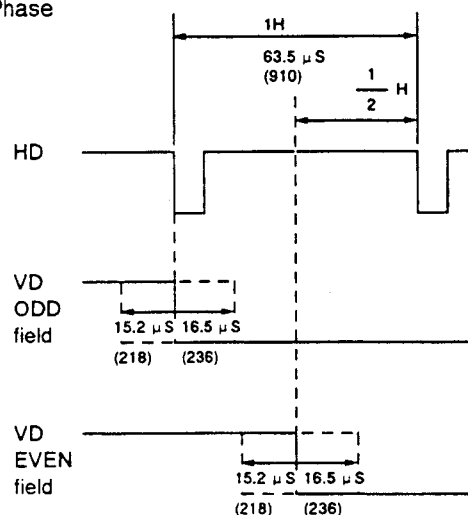 Phase
1H
63.5 μS
(910)
1/2 H
HD
VD
ODD
field
15.2 μS 16.5 μS
(218) (236)
VD
EVEN
field
15.2 μS 16.5 μS
(218) (236)